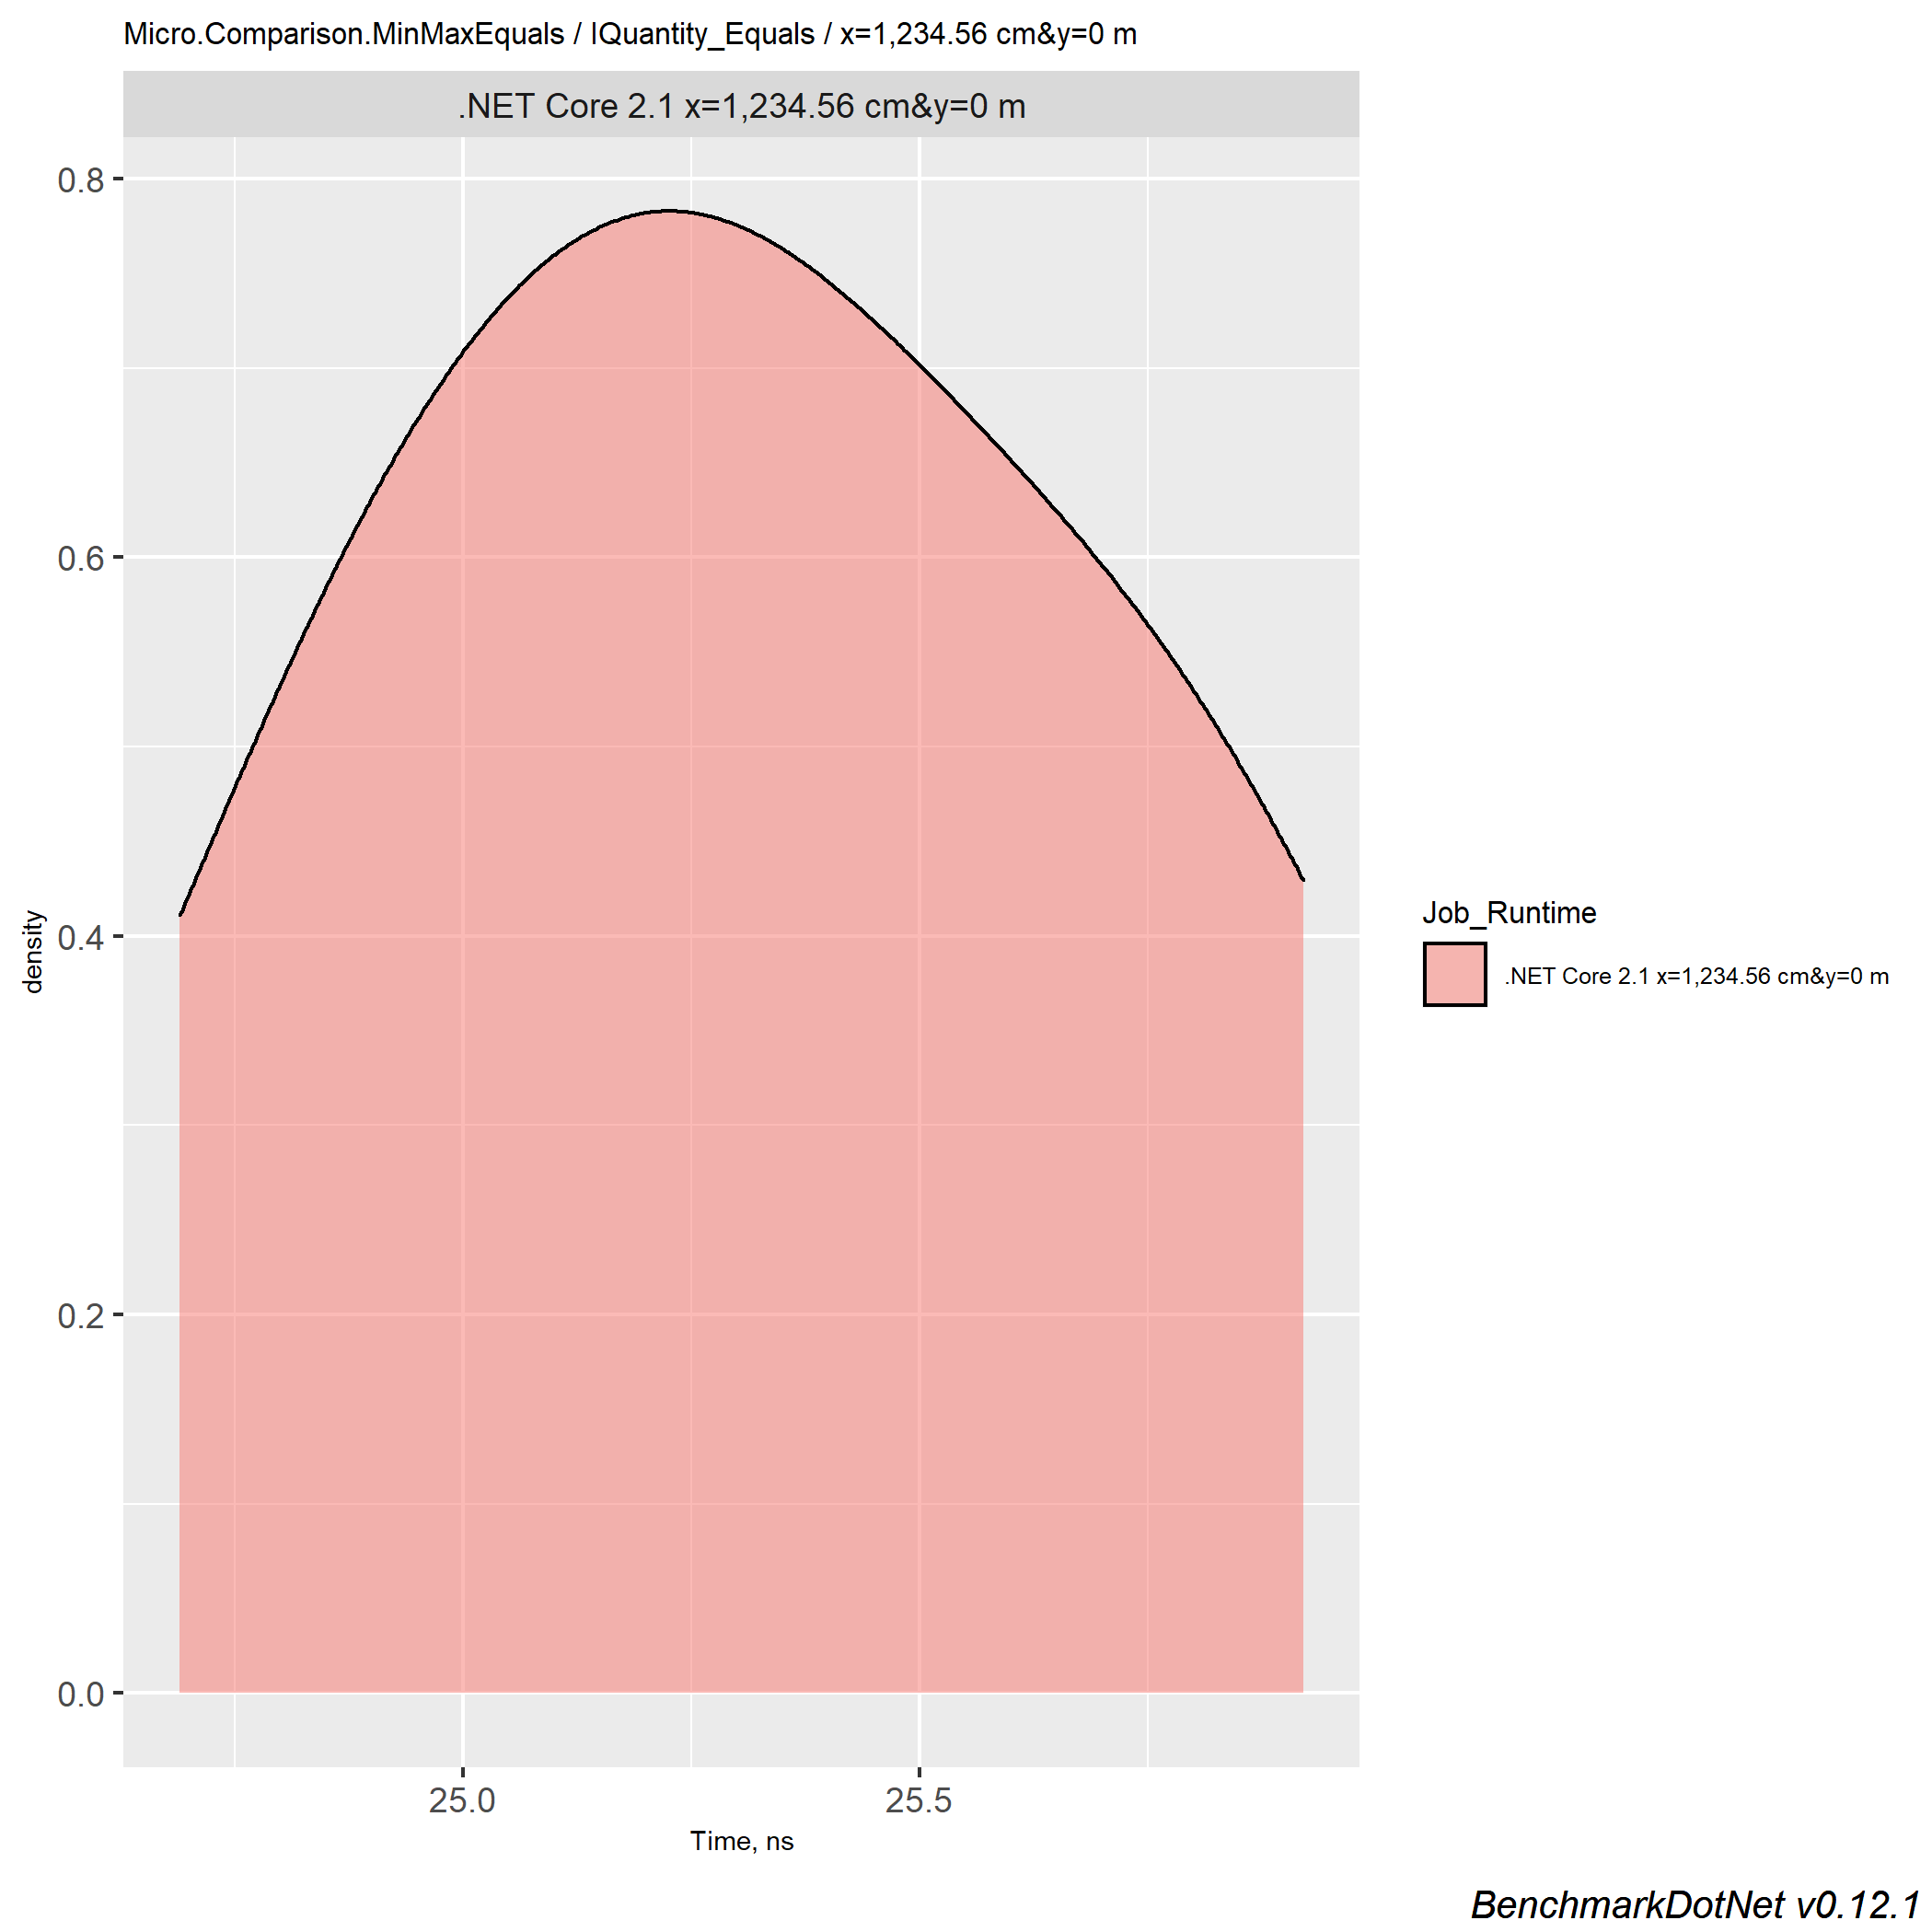 Micro.Comparison.MinMaxEquals / IQuantity_Equals / x=1,234.56 cm&y=0 m
.NET Core 2.1 x=1,234.56 cm&y=0 m
0.8
0.6
0.4
0.2
0.0
density
25.0 25.5
Time, ns
Job_Runtime
.NET Core 2.1 x=1,234.56 cm&y=0 m
BenchmarkDotNet v0.12.1